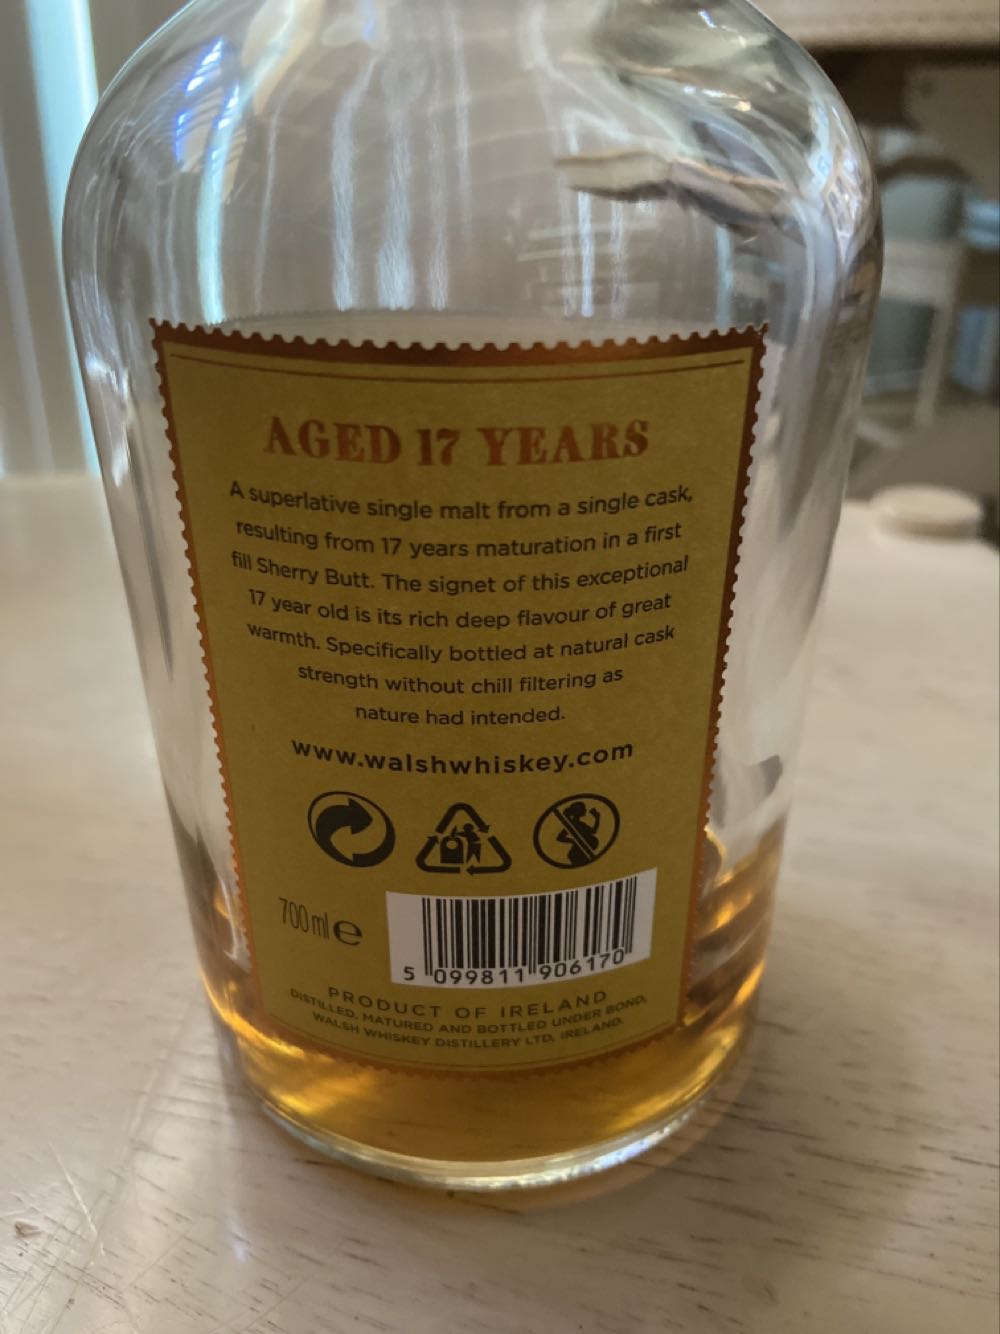 AGED 17 YEARS
A superlative single malt from a single cask,
resulting from 17 years maturation in a first
fill Sherry Butt. The signet of this exceptional
17 year old is its rich deep flavour of great
warmth. Specifically bottled at natural cask
strength without chill filtering as
nature had intended.
www.walshwhiskey.com
700 ml e
5 099811 906170
PRODUCT OF IRELAND
DISTILLED, MATURED AND BOTTLED UNDER BOND,
WALSH WHISKEY DISTILLERY LTD, IRELAND.